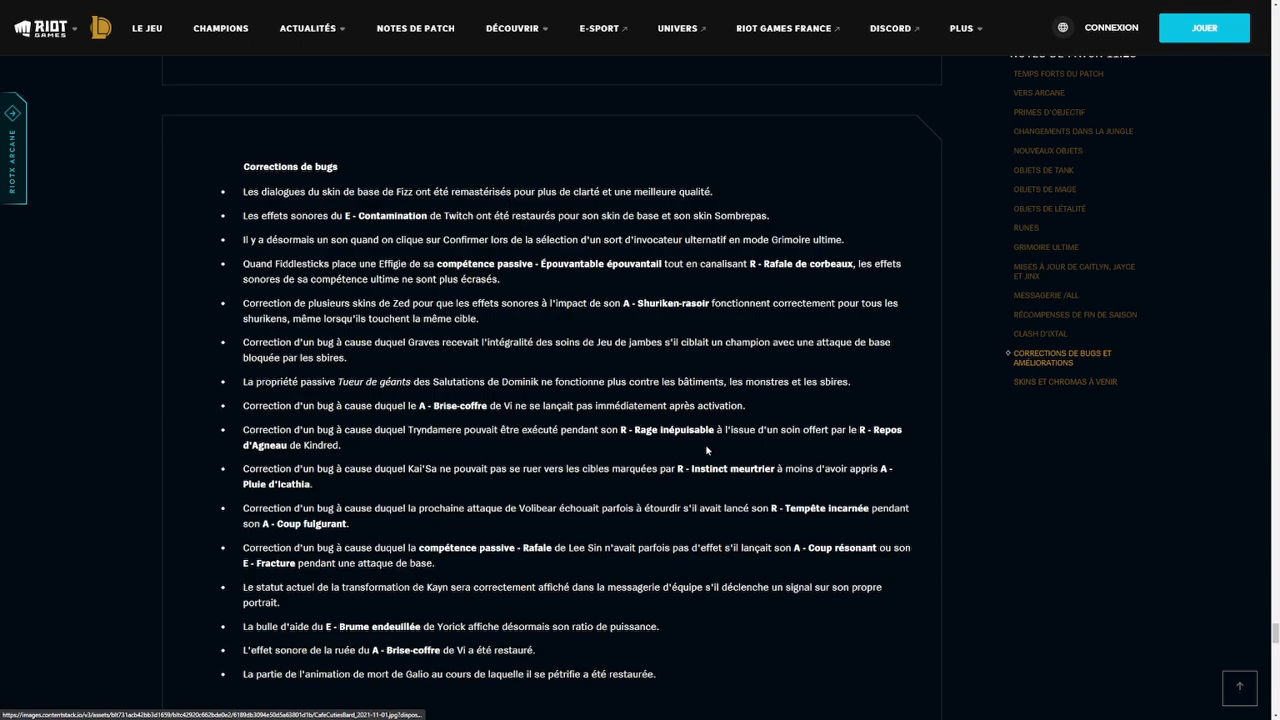 RIOT GAMES
LE JEU
CHAMPIONS
ACTUALITÉS
NOTES DE PATCH
DÉCOUVRIR
E-SPORT
UNIVERS
RIOT GAMES FRANCE
DISCORD
PLUS
CONNEXION
JOUER
RIOTX ARCANE
Corrections de bugs
Les dialogues du skin de base de Fizz ont été remastérisés pour plus de clarté et une meilleure qualité.
Les effets sonores du E - Contamination de Twitch ont été restaurés pour son skin de base et son skin Sombrepas.
Il y a désormais un son quand on clique sur Confirmer lors de la sélection d'un sort d'invocateur ulternatif en mode Grimoire ultime.
Quand Fiddlesticks place une Effigie de sa compétence passive - Épouvantable épouvantail tout en canalisant R - Rafale de corbeaux, les effets
sonores de sa compétence ultime ne sont plus écrasés.
Correction de plusieurs skins de Zed pour que les effets sonores à l'impact de son A - Shuriken-rasoir fonctionnent correctement pour tous les
shurikens, même lorsqu'ils touchent la même cible.
Correction d'un bug à cause duquel Graves recevait l'intégralité des soins de Jeu de jambes s'il ciblait un champion avec une attaque de base
bloquée par les sbires.
La propriété passive Tueur de géants des Salutations de Dominik ne fonctionne plus contre les bâtiments, les monstres et les sbires.
Correction d'un bug à cause duquel le A - Brise-coffre de Vi ne se lançait pas immédiatement après activation.
Correction d'un bug à cause duquel Tryndamere pouvait être exécuté pendant son R - Rage inépuisable à l'issue d'un soin offert par le R - Repos
d'Agneau de Kindred.
Correction d'un bug à cause duquel Kai'Sa ne pouvait pas se ruer vers les cibles marquées par R - Instinct meurtrier à moins d'avoir appris A -
Pluie d'Icathia.
Correction d'un bug à cause duquel la prochaine attaque de Volibear échouait parfois à étourdir s'il avait lancé son R - Tempête incarnée pendant
son A - Coup fulgurant.
Correction d'un bug à cause duquel la compétence passive - Rafale de Lee Sin n'avait parfois pas d'effet s'il lançait son A - Coup résonant ou son
E - Fracture pendant une attaque de base.
Le statut actuel de la transformation de Kayn sera correctement affiché dans la messagerie d'équipe s'il déclenche un signal sur son propre
portrait.
La bulle d'aide du E - Brume endeuillée de Yorick affiche désormais son ratio de puissance.
L'effet sonore de la ruée du A - Brise-coffre de Vi a été restauré.
La partie de l'animation de mort de Galio au cours de laquelle il se pétrifie a été restaurée.
TEMPS FORTS DU PATCH
VERS ARCANE
PRIMES D'OBJECTIF
CHANGEMENTS DANS LA JUNGLE
NOUVEAUX OBJETS
OBJETS DE TANK
OBJETS DE MAGE
OBJETS DE LÉTALITÉ
RUNES
GRIMOIRE ULTIME
MISES À JOUR DE CAITLYN, JAYCE
ET JINX
MESSAGERIE /ALL
RÉCOMPENSES DE FIN DE SAISON
CLASH D'IXTAL
CORRECTIONS DE BUGS ET
AMÉLIORATIONS
SKINS ET CHROMAS À VENIR